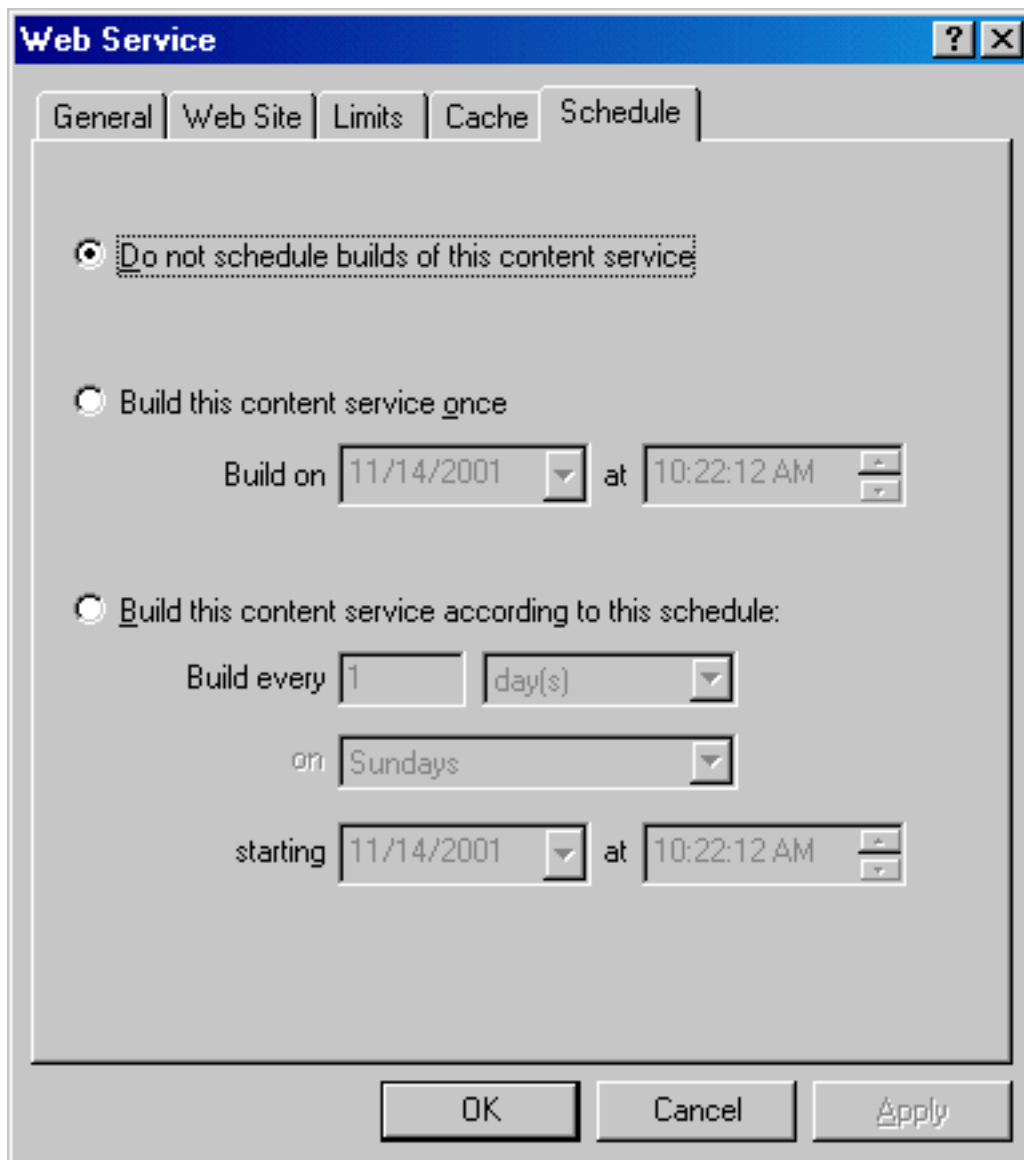 Web Service
General Web Site Limits Cache Schedule
Do not schedule builds of this content service
Build this content service once
Build on 11/14/2001 at 10:22:12 AM
Build this content service according to this schedule:
Build every 1 day(s)
on Sundays
starting 11/14/2001 at 10:22:12 AM
OK Cancel Apply